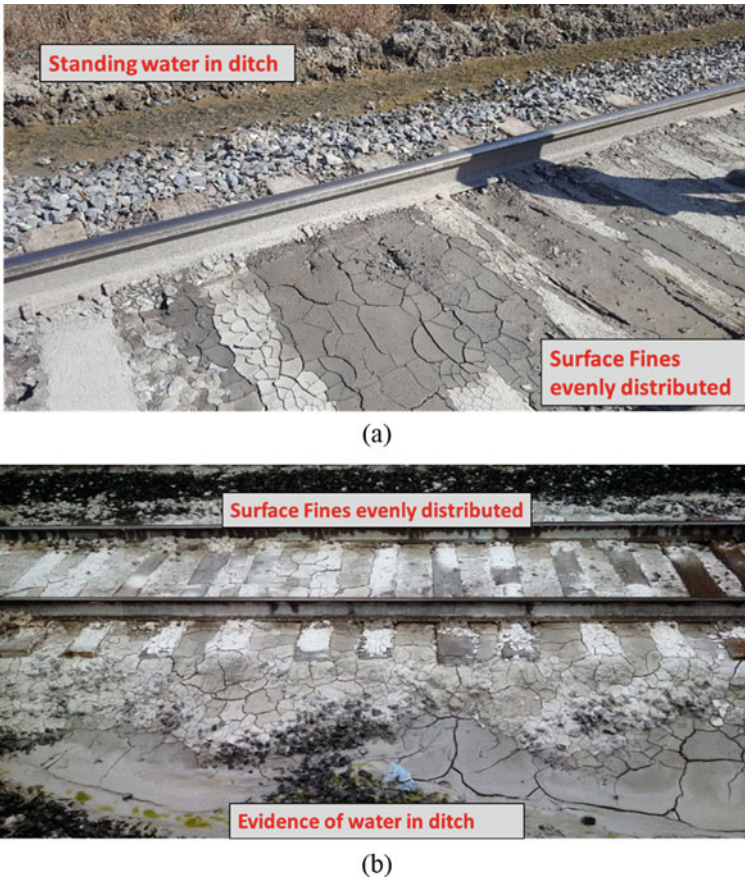 Standing water in ditch
Surface Fines
evenly distributed
(a)
Surface Fines evenly distributed
Evidence of water in ditch
(b)